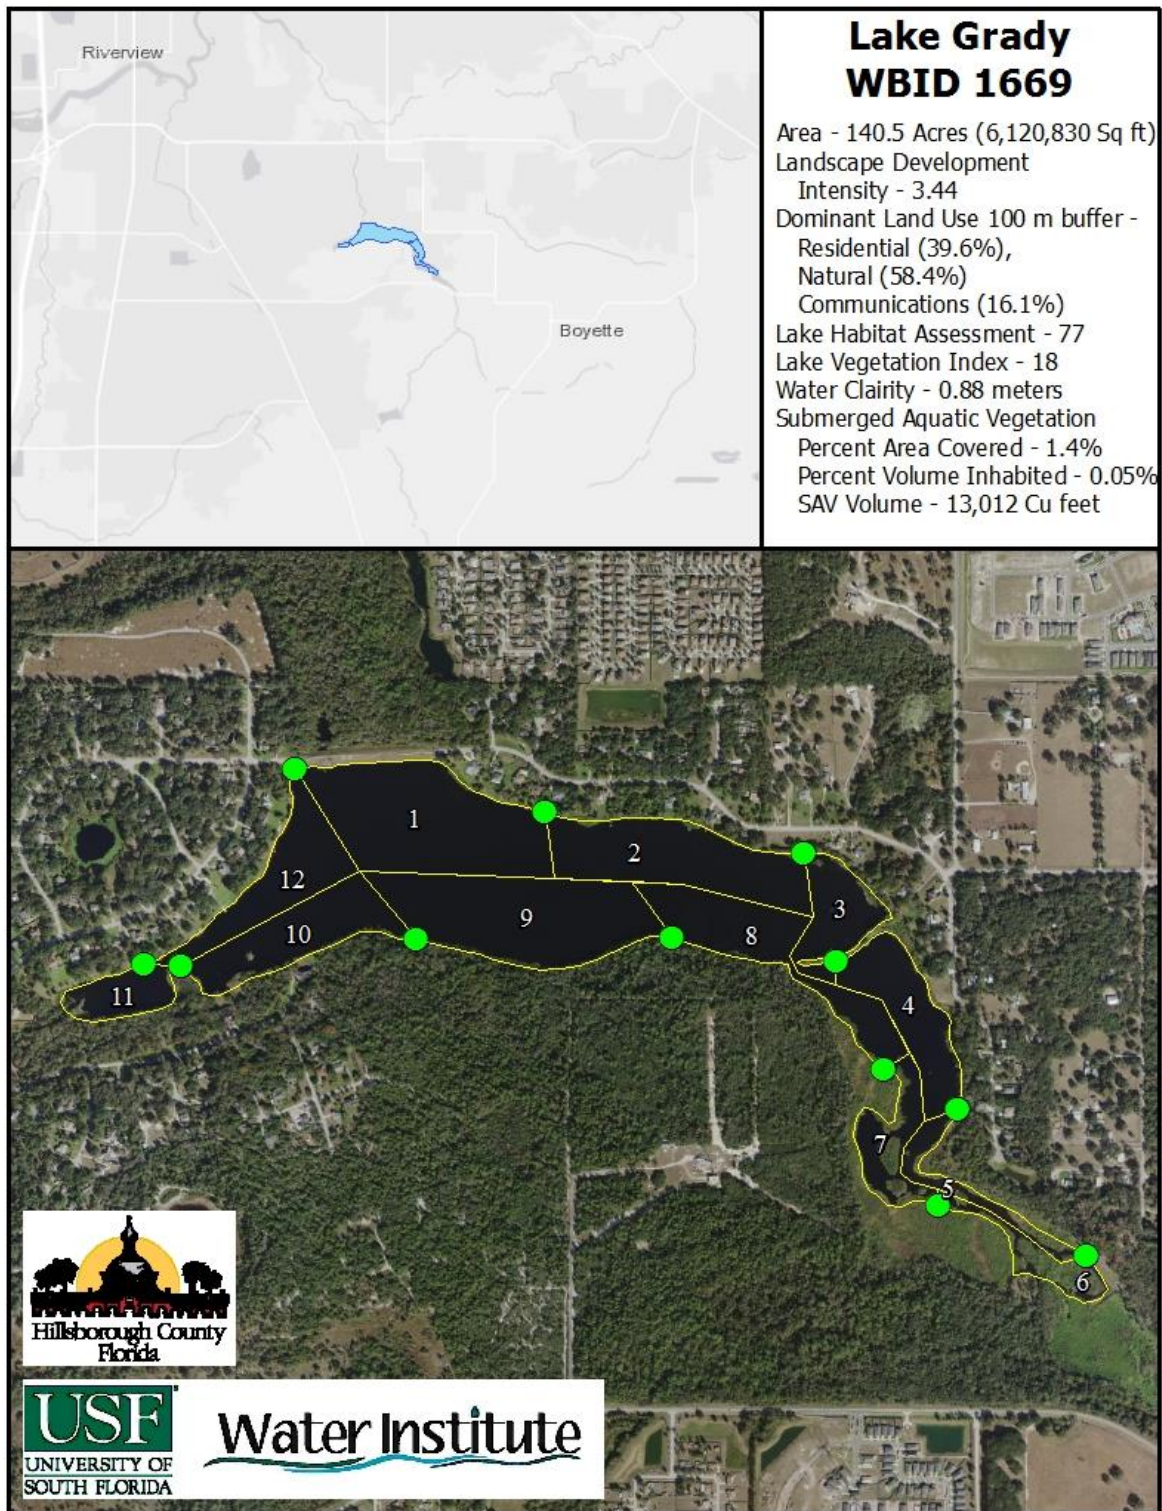 Riverview
Boyette
Lake Grady
WBID 1669
Area - 140.5 Acres (6,120,830 Sq ft)
Landscape Development
Intensity - 3.44
Dominant Land Use 100 m buffer -
Residential (39.6%),
Natural (58.4%)
Communications (16.1%)
Lake Habitat Assessment - 77
Lake Vegetation Index - 18
Water Clairity - 0.88 meters
Submerged Aquatic Vegetation
Percent Area Covered - 1.4%
Percent Volume Inhabited - 0.05%
SAV Volume - 13,012 Cu feet
1
2
3
12
9
10
8
11
4
7
5
6
Hillsborough County
Florida
USF
UNIVERSITY OF
SOUTH FLORIDA
Water Institute